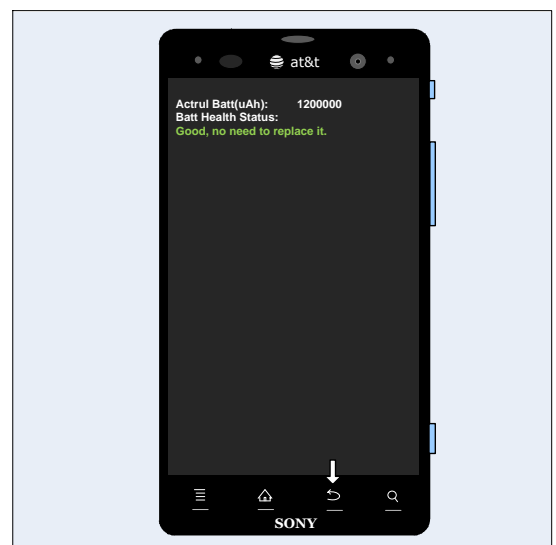 at&t
Actrul Batt(uAh): 1200000
Batt Health Status:
Good, no need to replace it.
SONY